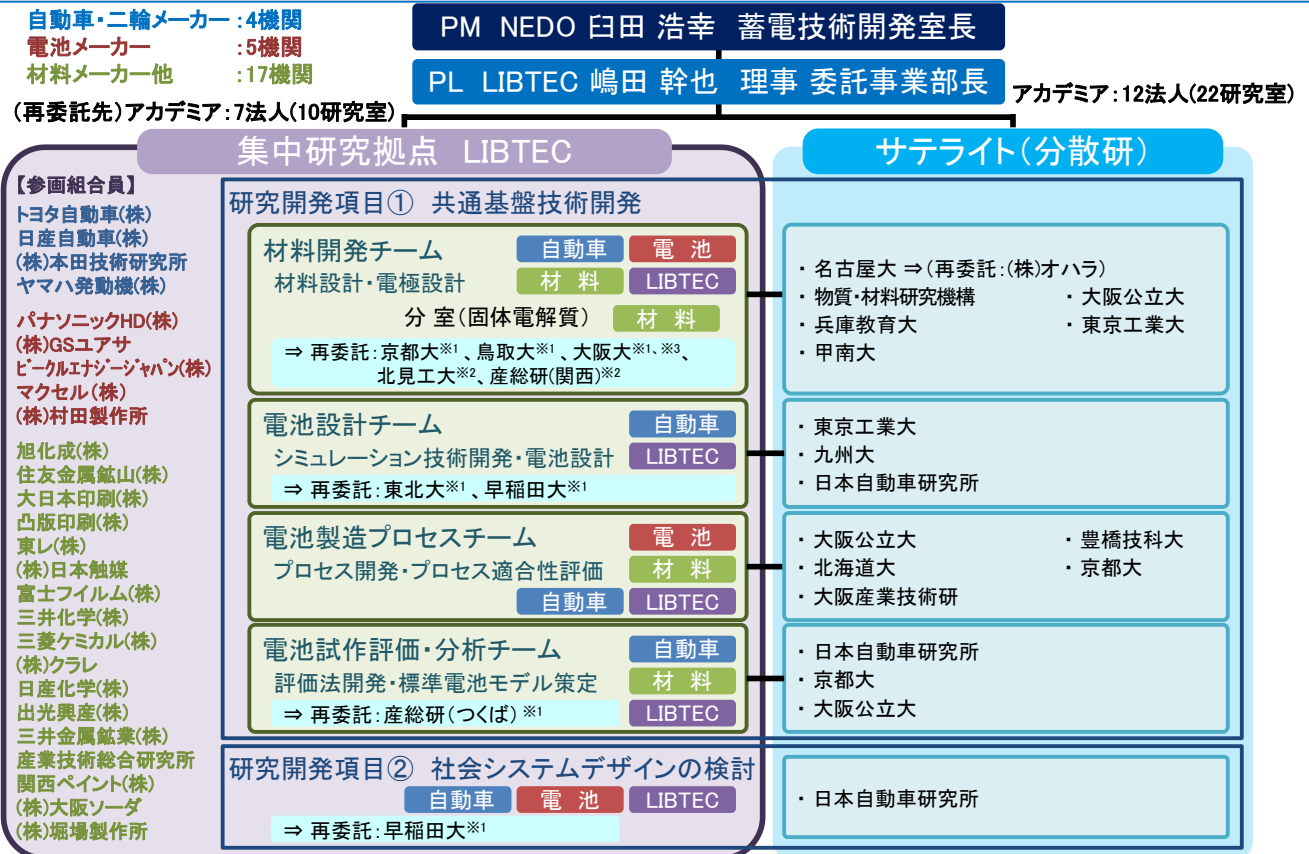 自動車・二輪メーカー：4機関
電池メーカー　：5機関
材料メーカー他　：17機関
(再委託先)アカデミア：7法人(10研究室)
PM NEDO 臼田 浩幸 蓄電技術開発室長
PL LIBTEC 嶋田 幹也 理事 委託事業部長
アカデミア：12法人(22研究室)
集中研究拠点 LIBTEC
【参画組合員】
トヨタ自動車(株)
日産自動車(株)
(株)本田技術研究所
ヤマハ発動機(株)
パナソニックHD(株)
(株)GSユアサ
ビークルエナジージャパン(株)
マクセル(株)
(株)村田製作所
旭化成(株)
住友金属鉱山(株)
大日本印刷(株)
凸版印刷(株)
東レ(株)
(株)日本触媒
富士フイルム(株)
三井化学(株)
三菱ケミカル(株)
(株)クラレ
日産化学(株)
出光興産(株)
三井金属鉱業(株)
産業技術総合研究所
関西ペイント(株)
(株)大阪ソーダ
(株)堀場製作所
研究開発項目① 共通基盤技術開発
材料開発チーム 自動車 電 池
材料設計・電極設計 材 料 LIBTEC
分 室(固体電解質) 材 料
⇒ 再委託：京都大※1、鳥取大※1、大阪大※1、※3、
北見工大※2、産総研(関西)※2
電池設計チーム 自動車
シミュレーション技術開発・電池設計 LIBTEC
⇒ 再委託：東北大※1、早稲田大※1
電池製造プロセスチーム 電 池
プロセス開発・プロセス適合性評価 材 料
自動車 LIBTEC
電池試作評価・分析チーム 自動車
評価法開発・標準電池モデル策定 材 料
⇒ 再委託：産総研(つくば)※1 LIBTEC
研究開発項目② 社会システムデザインの検討
自動車 電 池 LIBTEC
⇒ 再委託：早稲田大※1
サテライト(分散研)
・名古屋大 ⇒(再委託：(株)オハラ)
・物質・材料研究機構 ・大阪公立大
・兵庫教育大 ・東京工業大
・甲南大
・東京工業大
・九州大
・日本自動車研究所
・大阪公立大 ・豊橋技科大
・北海道大 ・京都大
・大阪産業技術研
・日本自動車研究所
・京都大
・大阪公立大
・日本自動車研究所